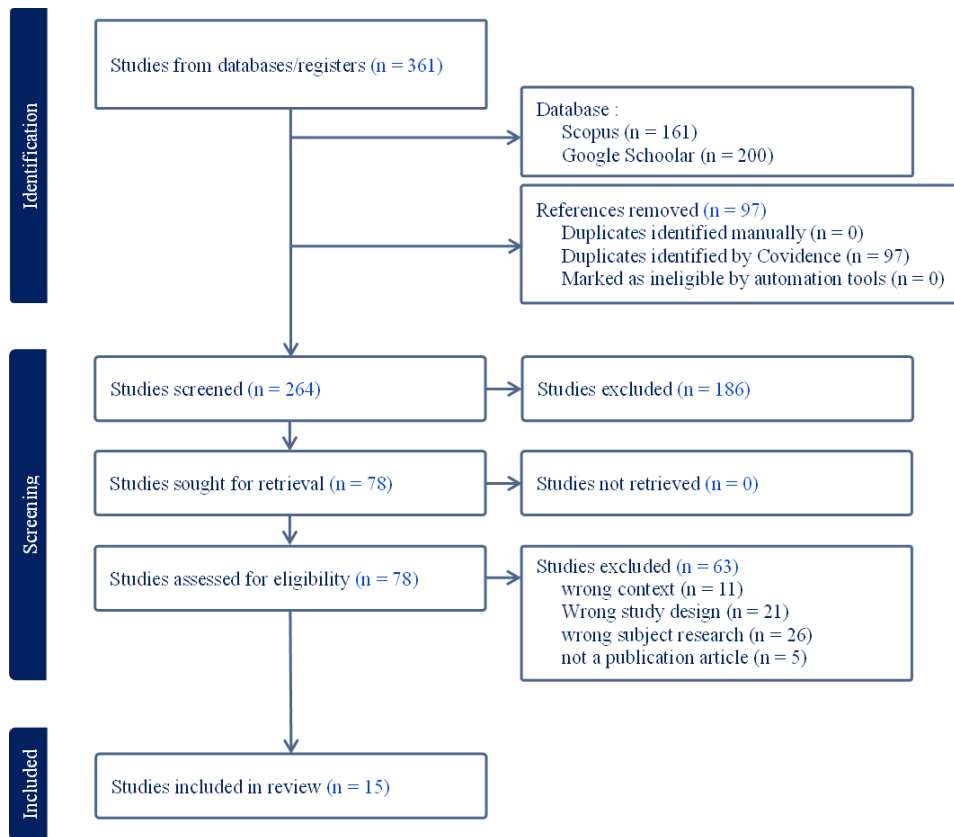 Identification
Studies from databases/registers (n = 361)
Database :
Scopus (n = 161)
Google Schoolar (n = 200)
References removed (n = 97)
Duplicates identified manually (n = 0)
Duplicates identified by Covidence (n = 97)
Marked as ineligible by automation tools (n = 0)
Screening
Studies screened (n = 264)
Studies excluded (n = 186)
Studies sought for retrieval (n = 78)
Studies not retrieved (n = 0)
Studies assessed for eligibility (n = 78)
Studies excluded (n = 63)
wrong context (n = 11)
Wrong study design (n = 21)
wrong subject research (n = 26)
not a publication article (n = 5)
Included
Studies included in review (n = 15)